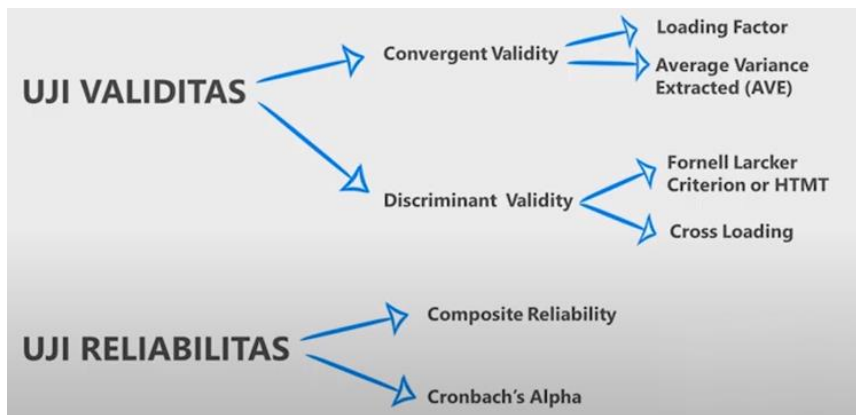 UJI VALIDITAS
Convergent Validity
Loading Factor
Average Variance
Extracted (AVE)
Discriminant Validity
Fornell Larcker
Criterion or HTMT
Cross Loading
UJI RELIABILITAS
Composite Reliability
Cronbach's Alpha